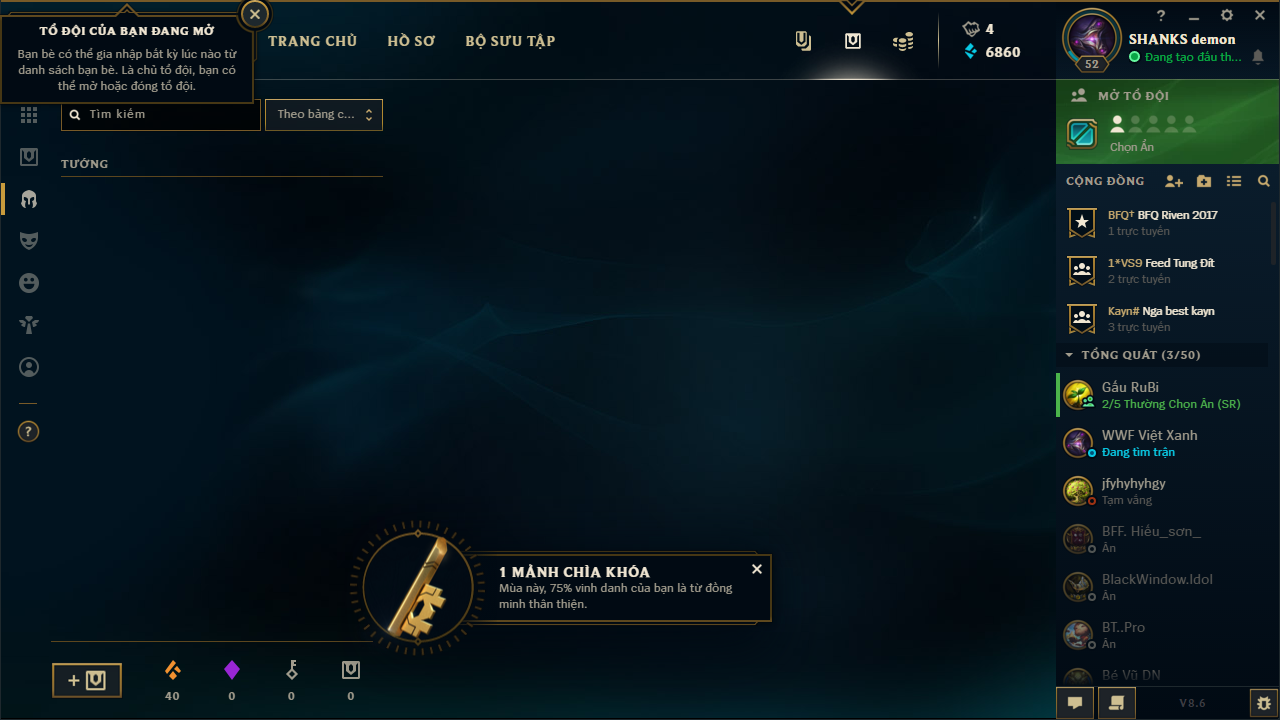 TỔ ĐỘI CỦA BẠN ĐANG MỞ
Bạn bè có thể gia nhập bất kỳ lúc nào từ
danh sách bạn bè. Là chủ tổ đội, bạn có
thể mở hoặc đóng tổ đội.
TRANG CHỦ
HỒ SƠ
BỘ SƯU TẬP
4
6860
?
SHANKS demon
Đang tạo đấu th...
52
Tìm kiếm
Theo bảng c...
TƯỚNG
?
MỞ TỔ ĐỘI
Chọn Ẩn
CỘNG ĐỒNG
BFQ† BFQ Riven 2017
1 trực tuyến
1*VS9 Feed Tung Đít
2 trực tuyến
Kayn# Nga best kayn
3 trực tuyến
TỔNG QUÁT (3/50)
Gấu RuBi
2/5 Thường Chọn Ẩn (SR)
WWF Việt Xanh
Đang tìm trận
jfyhyhyhgy
Tạm vắng
BFF. Hiếu_sơn_
Ẩn
BlackWindow.Idol
Ẩn
BT..Pro
Ẩn
Bé Vũ DN
1 MẢNH CHÌA KHÓA
Mùa này, 75% vinh danh của bạn là từ đồng
minh thân thiện.
40
0
0
0
V8.6